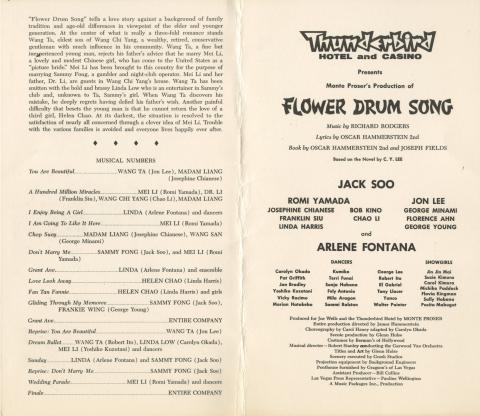 "Flower Drum Song" tells a love story against a background of family
tradition and age-old differences in viewpoint of the elder and younger
generation. At the center of what is really a three-fold romance stands
Wang Ta, eldest son of Wang Chi Yang, a wealthy, retired, conservative
gentleman with much influence in his community. Wang Ta, a fine but
inexperienced young man, rejects his father's advice that he marry Mei Li,
a lovely and modest Chinese girl, who has come to the United States as a
"picture bride." Mei Li has been brought to this country for the purpose of
marrying Sammy Fong, a gambler and night-club operator. Mei Li and her
father, Dr. Li, are guests in Wang Chi Yang's house. Wang Ta has been
smitten with the bold and brassy Linda Low who is an entertainer in Sammy's
club and, unknown to Ta, Sammy's girl. When Wang Ta discovers his
mistake, he deeply regrets having defied his father's wish. Another painful
difficulty that besets the young man is that he cannot return the love of a
third girl, Helen Chao. At its darkest, the situation is resolved to the
satisfaction of nearly all concerned through a clever idea of Mei Li. Trouble
with the various families is avoided and everyone lives happily ever after.
MUSICAL NUMBERS
You Are Beautiful WANG TA (Jon Lee), MADAM LIANG
(Josephine Chianese)
A Hundred Million Miracles MEI LI (Romi Yamada), DR. LI
(Franklin Siu), WANG CHI YANG (Chao Li), MADAM LIANG
I Enjoy Being A Girl LINDA (Arlene Fontana) and dancers
I Am Going To Like It Here MEI LI (Romi Yamada)
Chop Suey MADAM LIANG (Josephine Chianese), WANG SAN
(George Minami)
Don't Marry Me SAMMY FONG (Jack Soo), and MEI LI (Romi
Yamada)
Grant Ave. LINDA (Arlene Fontana) and ensemble
Love Look Away HELEN CHAO (Linda Harris)
Fan Tan Fannie HELEN CHAO (Linda Harris) and girls
Gliding Through My Memoree SAMMY FONG (Jack Soo),
FRANKIE WING (George Young)
Grant Ave. ENTIRE COMPANY
Reprise: You Are Beautiful WANG TA (Jon Lee)
Dream Ballet WANG TA (Robert Ito), LINDA LOW (Carolya Okada),
MEI LI (Yoshiko Kusutani) and dancers
Sunday LINDA (Arlene Fontana) and SAMMY FONG (Jack Soo)
Reprise: Don't Marry Me SAMMY FONG (Jack Soo)
Wedding Parade MEI LI (Romi Yamada) and dancers
Finale ENTIRE COMPANY
Thunderbird
HOTEL and CASINO
Presents
Monte Proser's Production of
FLOWER DRUM SONG
Music by RICHARD RODGERS
Lyrics by OSCAR HAMMERSTEIN 2nd
Book by OSCAR HAMMERSTEIN 2nd and JOSEPH FIELDS
Based on the Novel by C. Y. LEE
JACK SOO
ROMI YAMADA JON LEE
JOSEPHINE CHIANESE BOB KINO GEORGE MINAMI
FRANKLIN SIU CHAO LI FLORENCE AHN
LINDA HARRIS GEORGE YOUNG
and
ARLENE FONTANA
DANCERS SHOWGIRLS
Carolya Okada Kumiko George Lee Jin Jin Mai
Pat Griffith Terri Funai Robert Ito Susie Kimura
Jan Bradley Sanje Nakano El Gabriel Carol Kimura
Yoshiko Kusutani Fely Antonio Tony Llacer Michiko Paddock
Vicky Racimo Mila Aragon Yanco Flavia Kingman
Marion Hatakeba Sammi Ralston Walter Painter Sally Nakana
Joe Wells and the Thunderbird Hotel by MONTE PROSER
Entire production directed by James Hammerstein
Choreography by Carol Haney adapted by Carolya Okada
Scenic production by Glenn Holse
Costumes by Berman's of Hollywood
Musical director - Robert Stanley conducting the Garwood Van Orchestra
Titles and Art by Glenn Holse
Scenery executed by Grosh Studios
Projection equipment by Background Engineers
Penthouse furnished by Cragson's of Las Vegas
Assistant Producer - Bill Collier
Las Vegas Press Representative - Pauline Wellington
A Music Packages Inc., Production